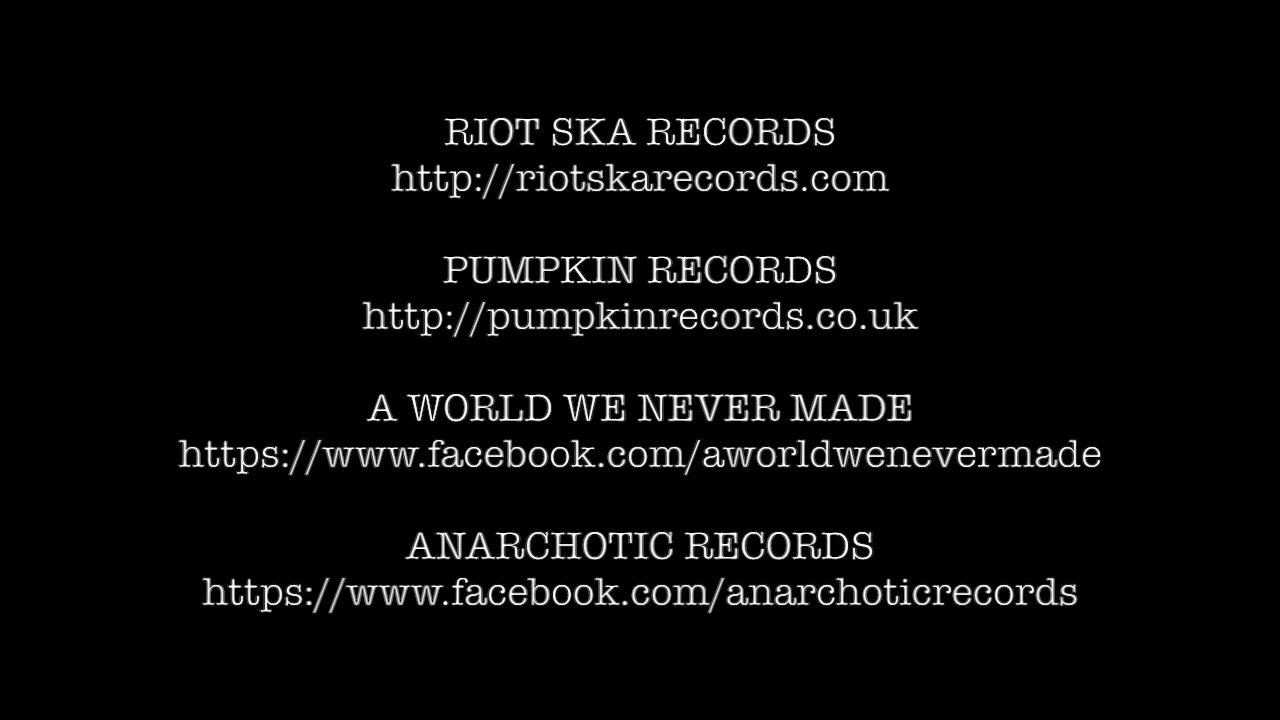 RIOT SKA RECORDS
http://riotskarecords.com
PUMPKIN RECORDS
http://pumpkinrecords.co.uk
A WORLD WE NEVER MADE
https://www.facebook.com/aworldwenevermade
ANARCHOTIC RECORDS
https://www.facebook.com/anarchoticrecords